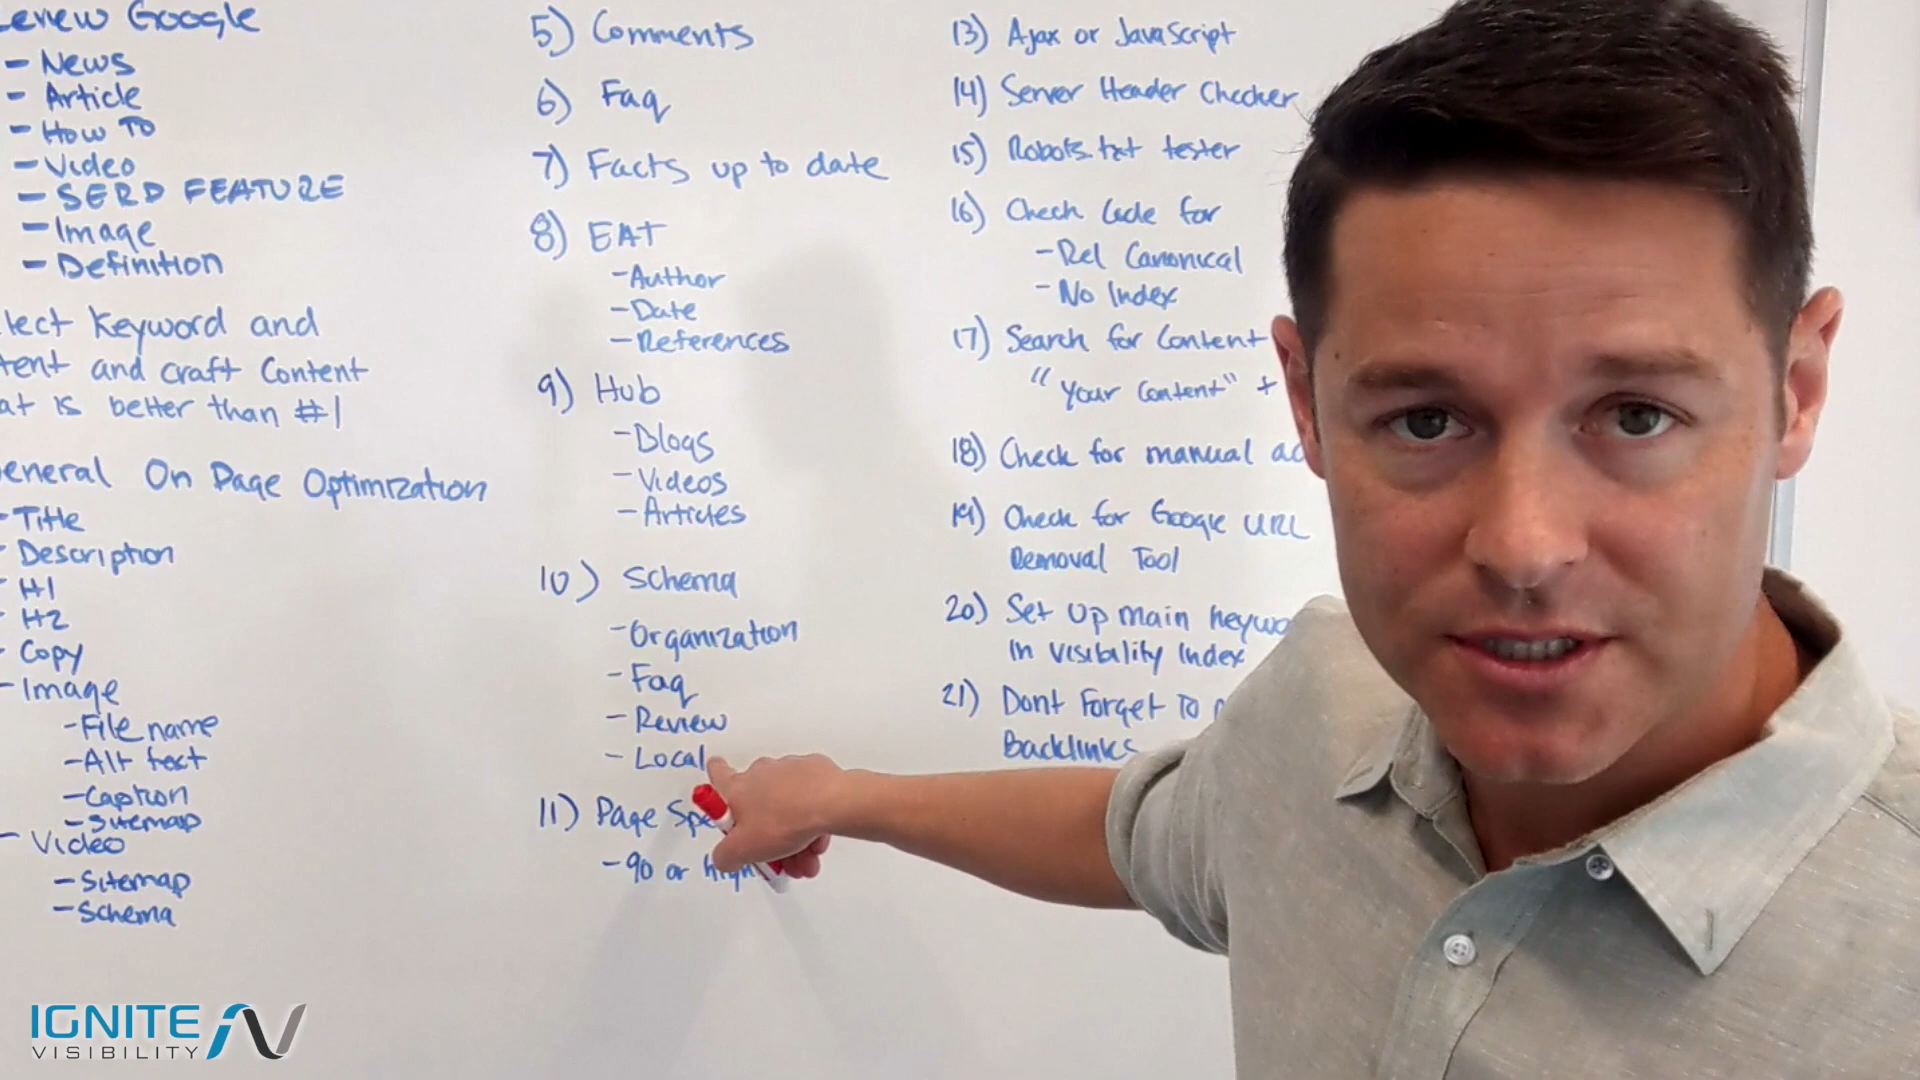 Review Google
- News
- Article
- How To
- Video
- SERP FEATURE
- Image
- Definition
lect Keyword and
tent and craft Content
at is better than #1
eneral On Page Optimization
- Title
- Description
- H1
- H2
- Copy
- Image
- File name
- Alt text
- Caption
- Sitemap
- Video
- Sitemap
- Schema
5) Comments
6) Faq
7) Facts up to date
8) EAT
- Author
- Date
- References
9) Hub
- Blogs
- Videos
- Articles
10) Schema
- Organization
- Faq
- Review
- Local
11) Page Spe
- 90 or high
13) Ajax or JavaScript
14) Server Header Checker
15) Robots.txt tester
16) Check Code for
- Rel Canonical
- No Index
17) Search for Content
"Your Content" +
18) Check for manual ac
19) Check for Google URL
Removal Tool
20) Set Up main keywo
in visibility index
21) Dont Forget To
Backlinks
IGNITE
VISIBILITY